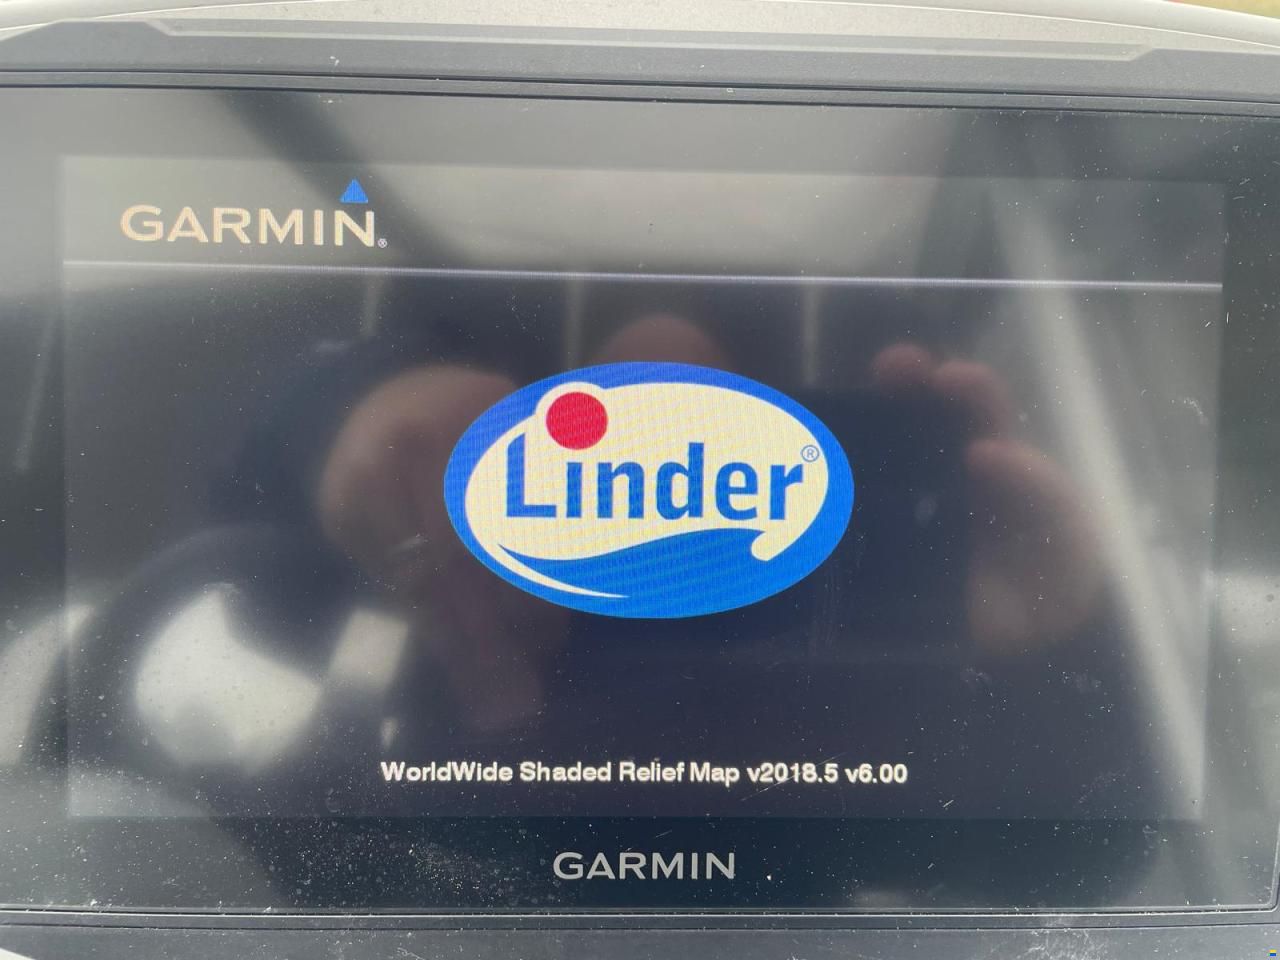 GARMIN®
Linder®
WorldWide Shaded Relief Map v2018.5 v6.00
GARMIN